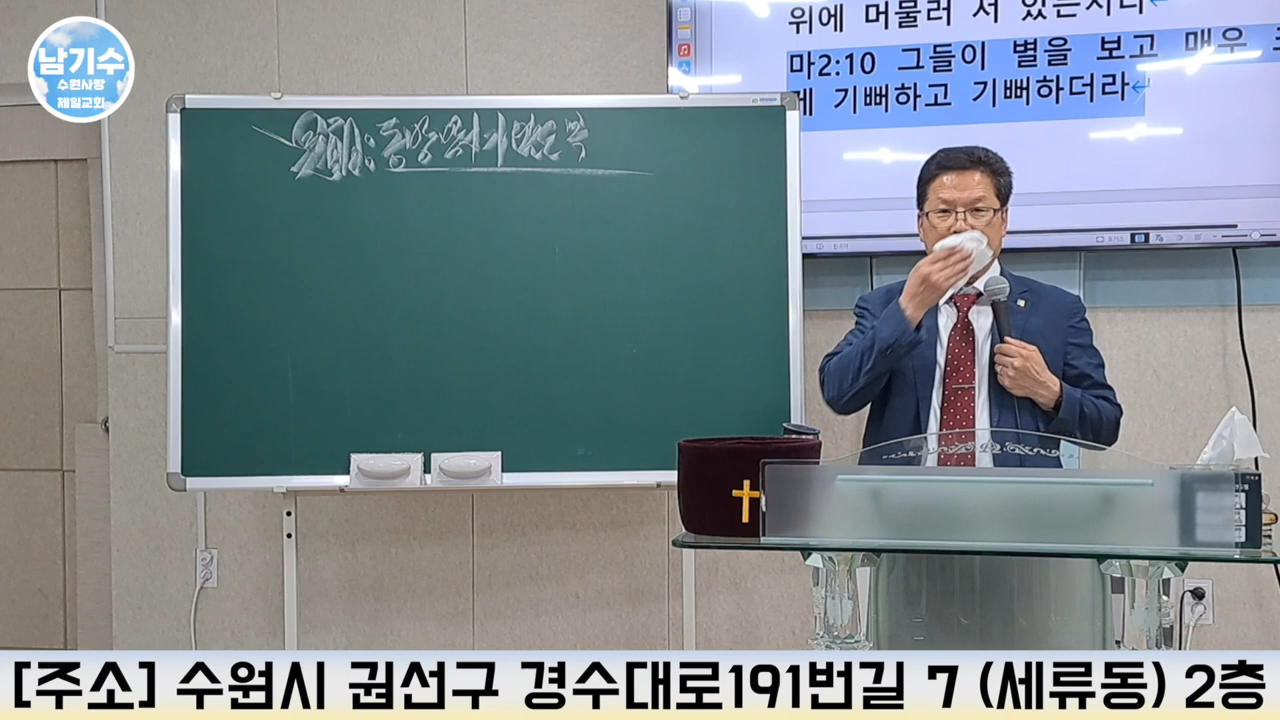 남기수
수원사랑
제일교회
위에 머물러 서 있는지라
마2:10 그들이 별을 보고 매우
게 기뻐하고 기뻐하더라
[주소] 수원시 권선구 경수대로191번길 7 (세류동) 2층